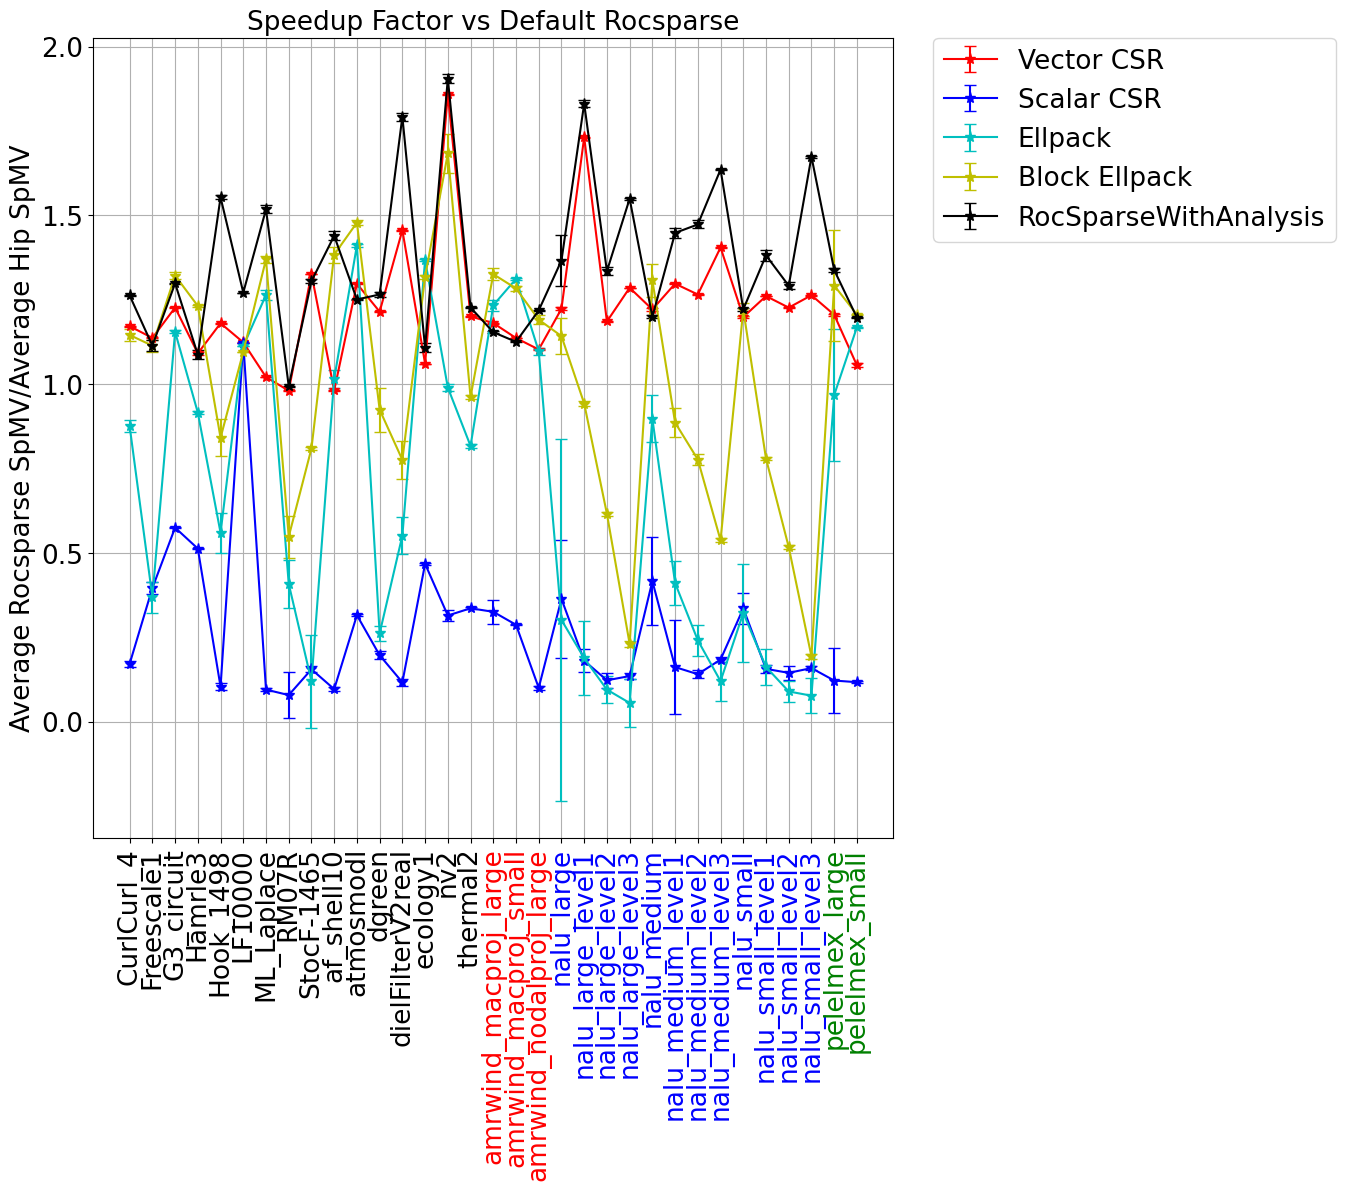 Speedup Factor vs Default Rocsparse
Average Rocsparse SpMV/Average Hip SpMV
2.0
1.5
1.0
0.5
0.0
CurlCurl_4
Freescale1
G3_circuit
Hamrle3
Hook_1498
LFI0000
ML_Laplace
RM07R
StocF-1465
af_shell10
atmosmodl
dgreen
dielFilterV2real
ecology1
nv2
thermal2
amrwind_macproj_large
amrwind_macproj_small
amrwind_nodalproj_large
nalu_large
nalu_large_level1
nalu_large_level2
nalu_large_level3
nalu_medium
nalu_medium_level1
nalu_medium_level2
nalu_medium_level3
nalu_small
nalu_small_level1
nalu_small_level2
nalu_small_level3
pelelmex_large
pelelmex_small
Vector CSR
Scalar CSR
Ellpack
Block Ellpack
RocSparseWithAnalysis